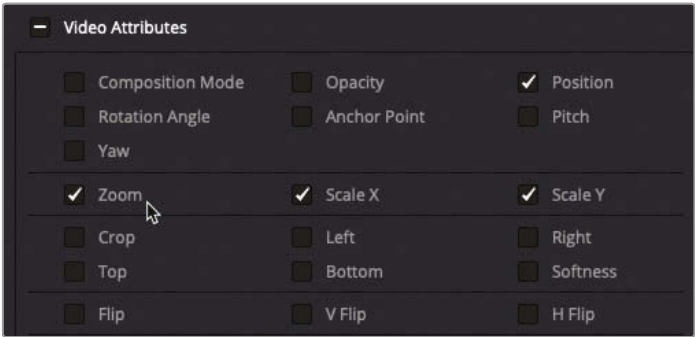 Video Attributes
Composition Mode Opacity Position
Rotation Angle Anchor Point Pitch
Yaw
Zoom Scale X Scale Y
Crop Left Right
Top Bottom Softness
Flip V Flip H Flip